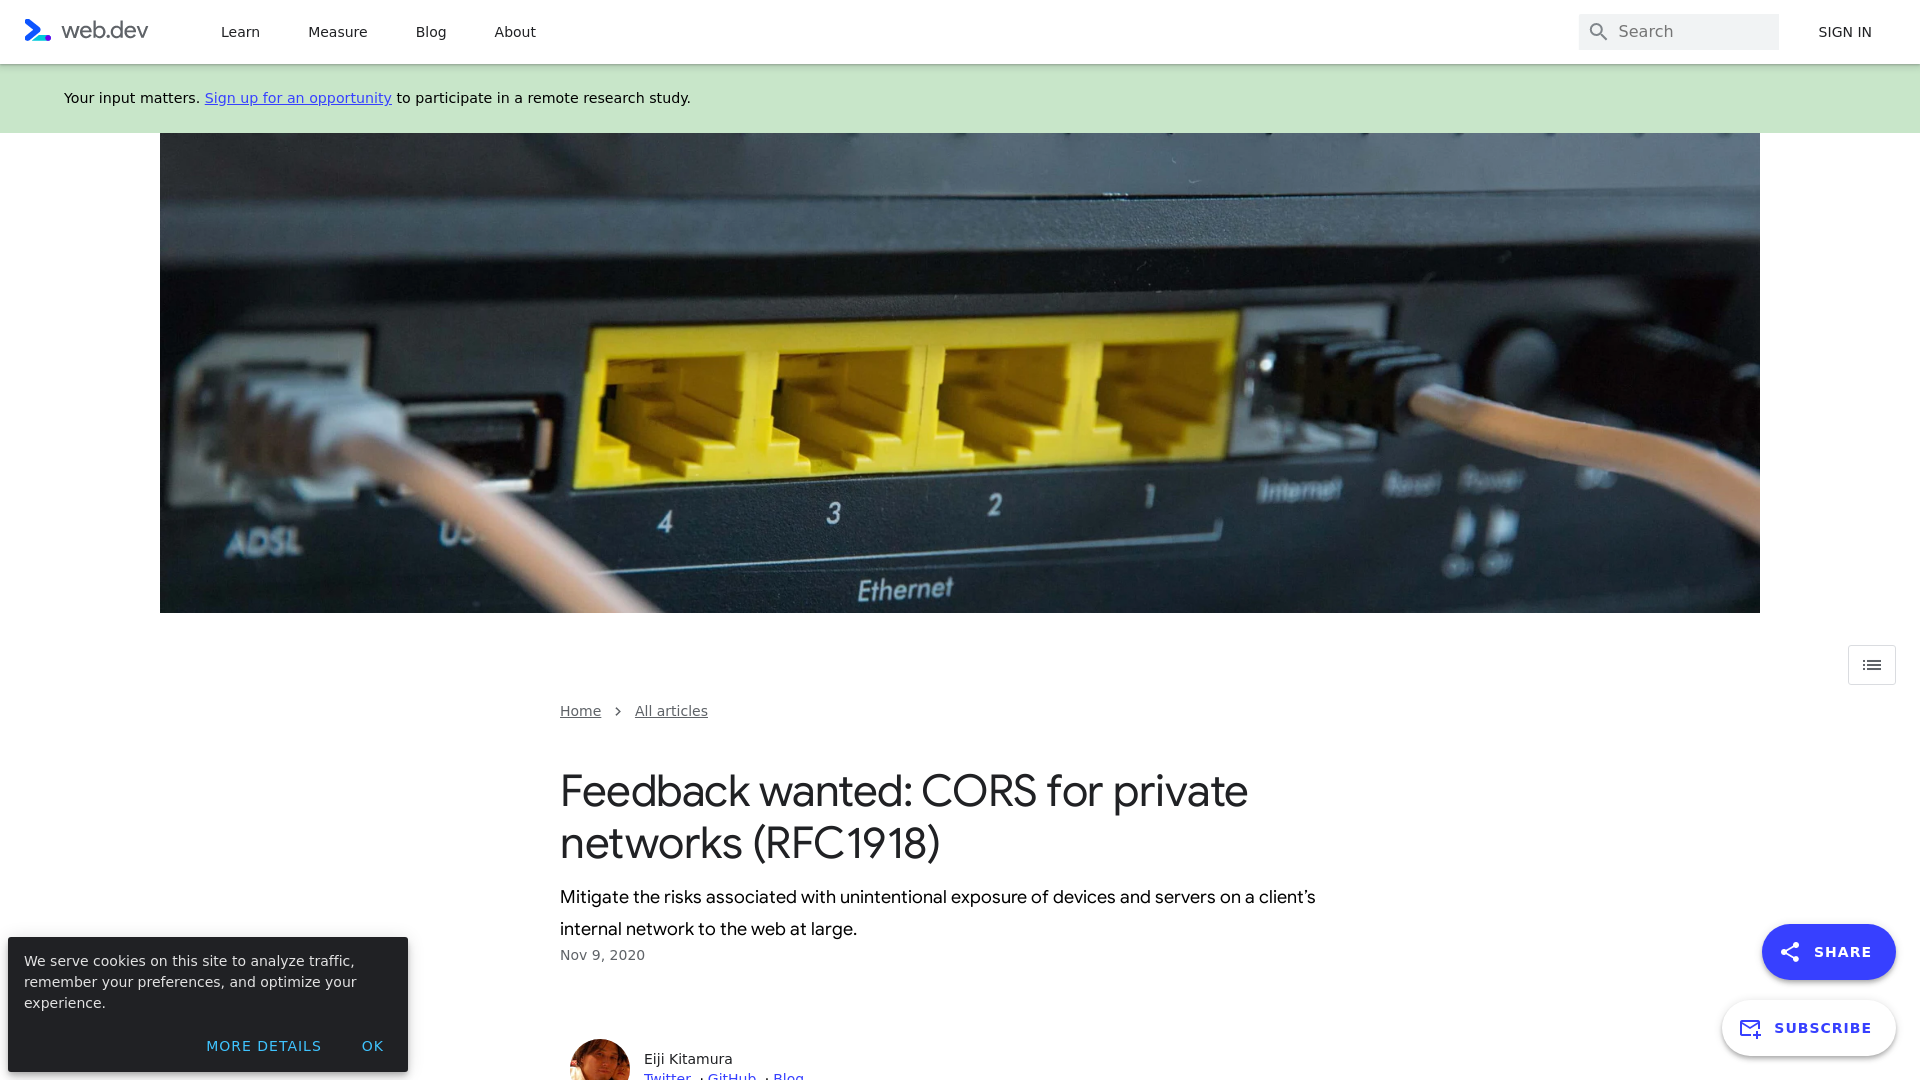 web.dev
Learn
Measure
Blog
About
Search
SIGN IN
Your input matters. Sign up for an opportunity to participate in a remote research study.
ADSL
4
3
2
1
Internet
Reset
Power
Ethernet
Home
All articles
Feedback wanted: CORS for private
networks (RFC1918)
Mitigate the risks associated with unintentional exposure of devices and servers on a client’s
internal network to the web at large.
Nov 9, 2020
Eiji Kitamura
Twitter · GitHub · Blog
SHARE
SUBSCRIBE
We serve cookies on this site to analyze traffic,
remember your preferences, and optimize your
experience.
MORE DETAILS
OK